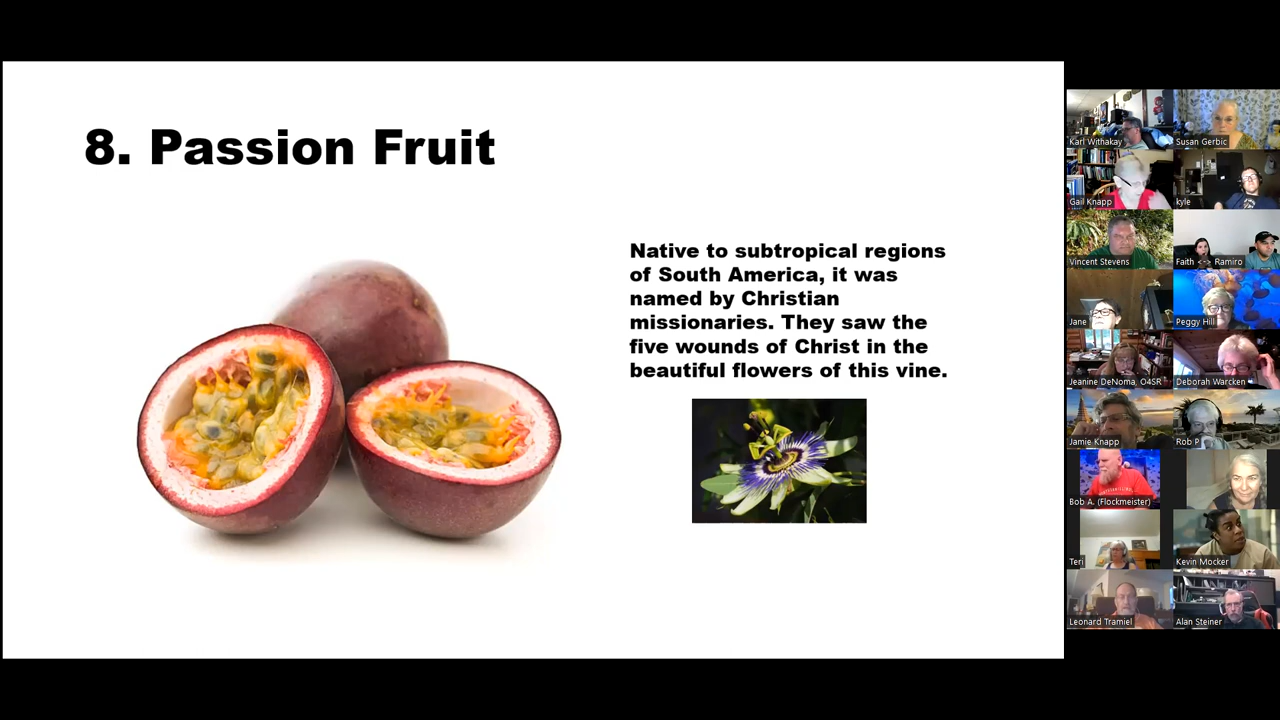 8. Passion Fruit
Native to subtropical regions
of South America, it was
named by Christian
missionaries. They saw the
five wounds of Christ in the
beautiful flowers of this vine.
Karl Withakay
Susan Gerbic
Gail Knapp
kyle
Vincent Stevens
Faith <-> Ramiro
Jane
Peggy Hill
Jeanine DeNoma, O4SR
Deborah Warcken
Jamie Knapp
Rob P
Bob A. (Flockmeister)
Teri
Kevin Mocker
Leonard Tramiel
Alan Steiner